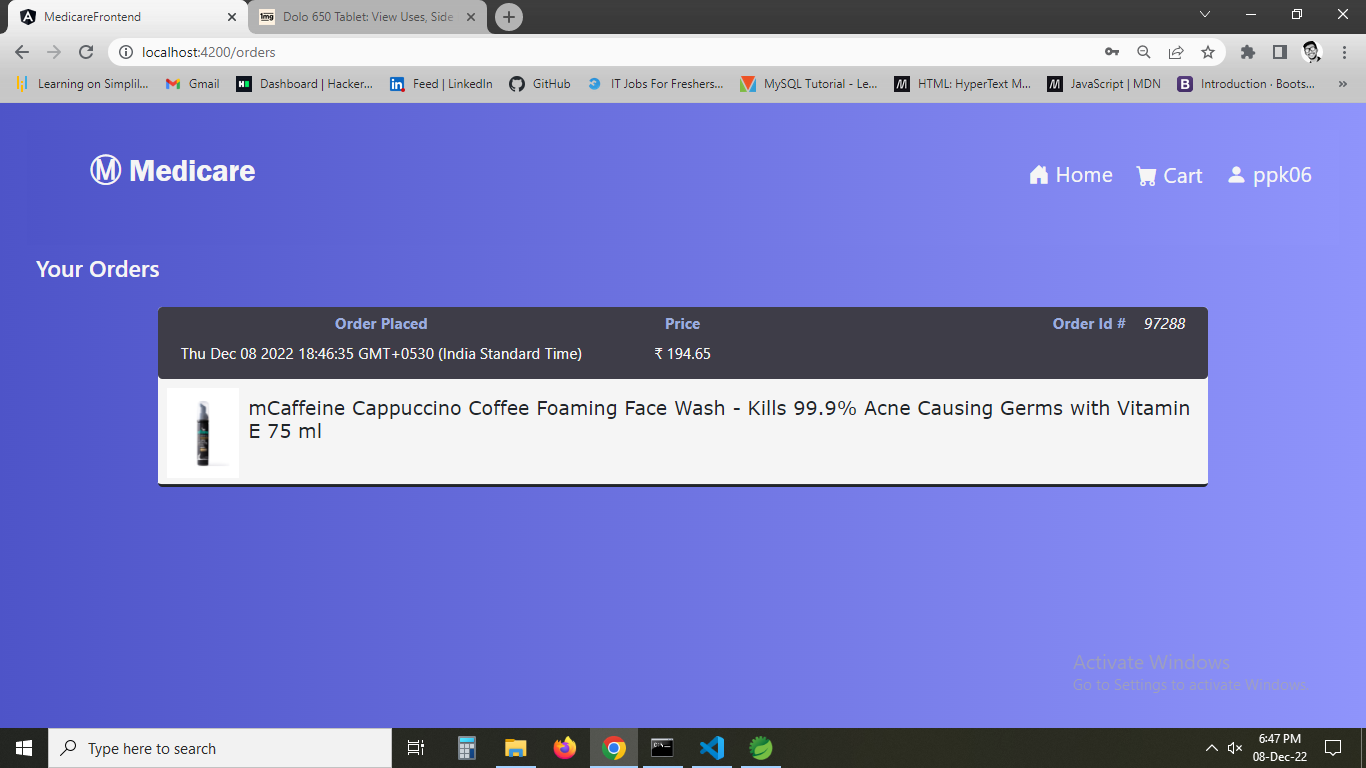 MedicareFrontend
1mg Dolo 650 Tablet: View Uses, Side
localhost:4200/orders
Learning on Simplil...
Gmail
Dashboard | Hacker...
Feed | LinkedIn
GitHub
IT Jobs For Freshers...
MySQL Tutorial - Le...
HTML: HyperText M...
JavaScript | MDN
Introduction · Boots...
Ⓜ Medicare
Home
Cart
ppk06
Your Orders
Order Placed Price Order Id # 97288
Thu Dec 08 2022 18:46:35 GMT+0530 (India Standard Time) ₹ 194.65
mCaffeine Cappuccino Coffee Foaming Face Wash - Kills 99.9% Acne Causing Germs with Vitamin
E 75 ml
Activate Windows
Go to Settings to activate Windows.
Type here to search
6:47 PM
08-Dec-22